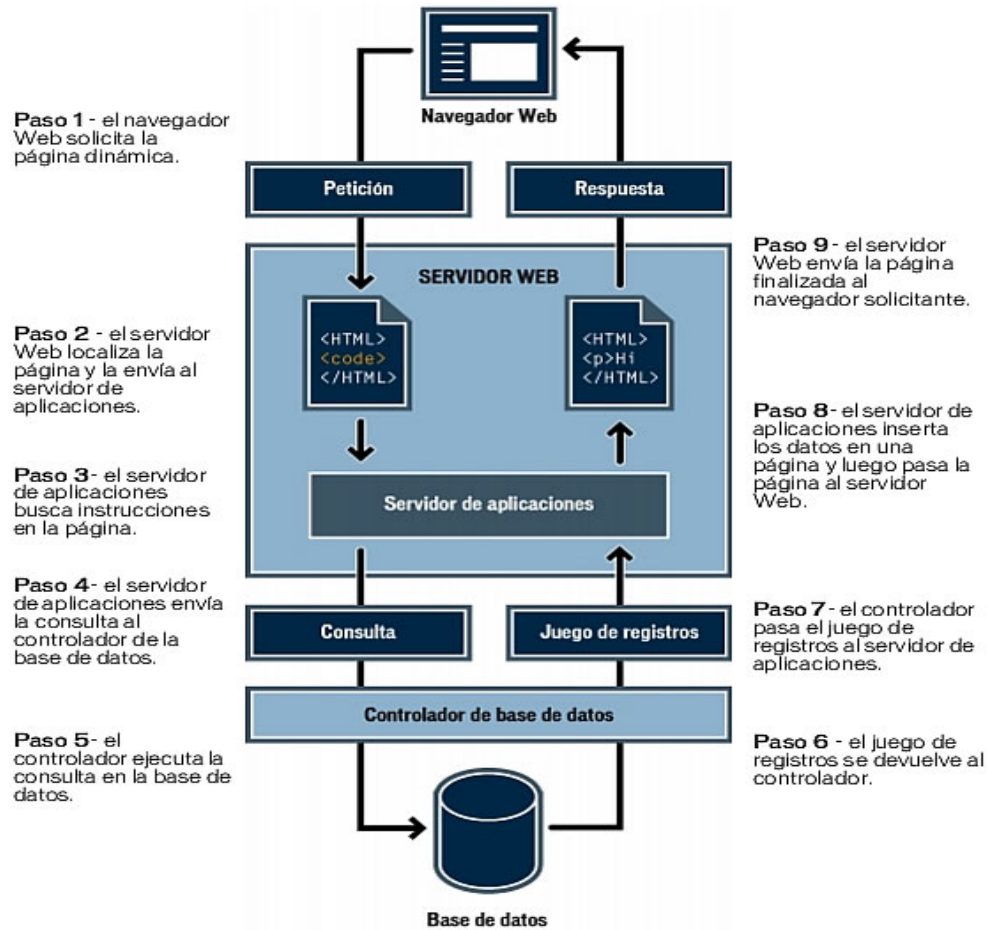 Navegador Web
Paso 1 - el navegador
Web solicita la
página dinámica.
Petición
Respuesta
SERVIDOR WEB
Paso 9 - el servidor
Web envía la página
finalizada al
navegador solicitante.
<HTML>
<code>
</HTML>
<HTML>
<p>Hi
</HTML>
Paso 2 - el servidor
Web localiza la
página y la envía al
servidor de
aplicaciones.
Paso 8 - el servidor de
aplicaciones inserta
los datos en una
página y luego pasa la
página al servidor
Web.
Paso 3 - el servidor
de aplicaciones
busca instrucciones
en la página.
Servidor de aplicaciones
Paso 4 - el servidor
de aplicaciones envía
la consulta al
controlador de la
base de datos.
Consulta
Juego de registros
Paso 7 - el controlador
pasa el juego de
registros al servidor de
aplicaciones.
Controlador de base de datos
Paso 5 - el
controlador ejecuta la
consulta en la base de
datos.
Paso 6 - el juego de
registros se devuelve al
controlador.
Base de datos